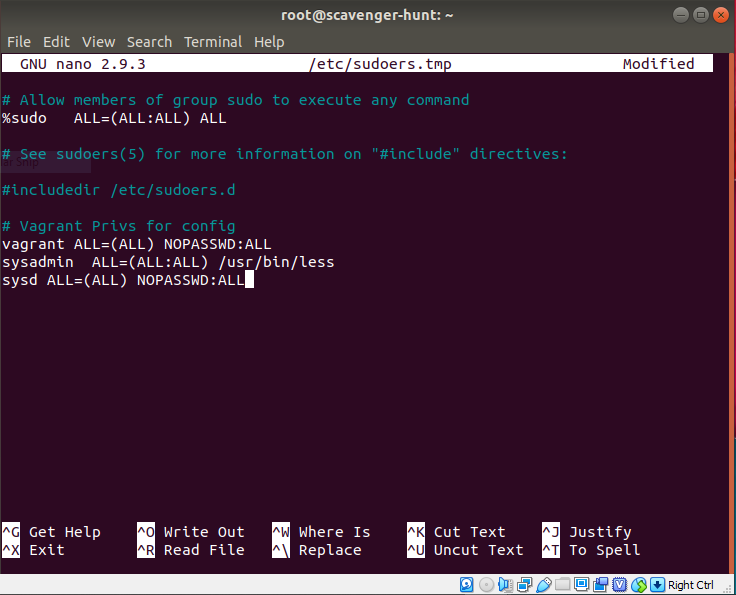 root@scavenger-hunt: ~
File Edit View Search Terminal Help
GNU nano 2.9.3 /etc/sudoers.tmp Modified
# Allow members of group sudo to execute any command
%sudo ALL=(ALL:ALL) ALL
# See sudoers(5) for more information on "#include" directives:
#includedir /etc/sudoers.d
# Vagrant Privs for config
vagrant ALL=(ALL) NOPASSWD:ALL
sysadmin ALL=(ALL:ALL) /usr/bin/less
sysd ALL=(ALL) NOPASSWD:ALL
^G Get Help ^O Write Out ^W Where Is ^K Cut Text ^J Justify
^X Exit ^R Read File ^\ Replace ^U Uncut Text ^T To Spell
Right Ctrl